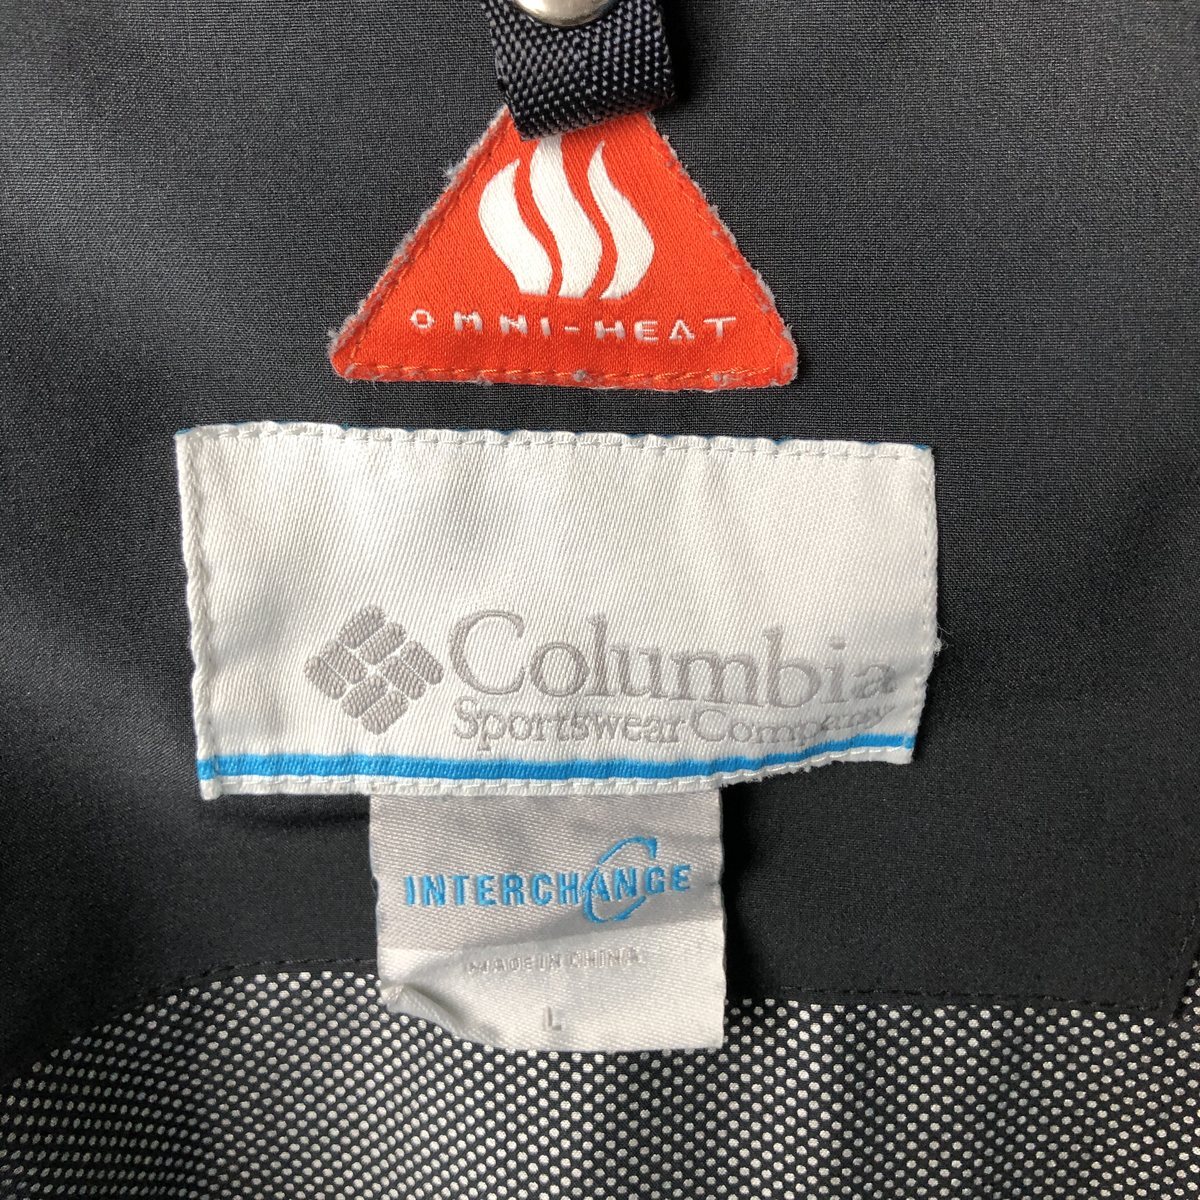 OMNI-HEAT
Columbia
Sportswear Company
INTERCHANGE
MADE IN CHINA
L